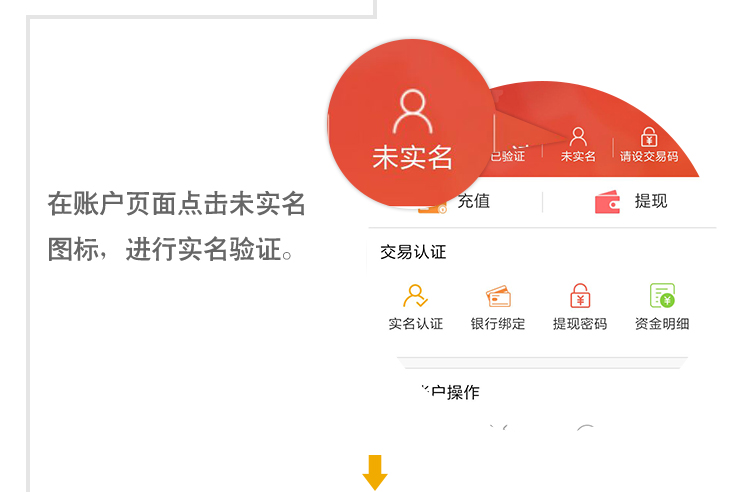 未实名
已验证
未实名
请设交易码
在账户页面点击未实名
图标，进行实名验证。
充值
提现
交易认证
实名认证
银行绑定
提现密码
资金明细
户操作